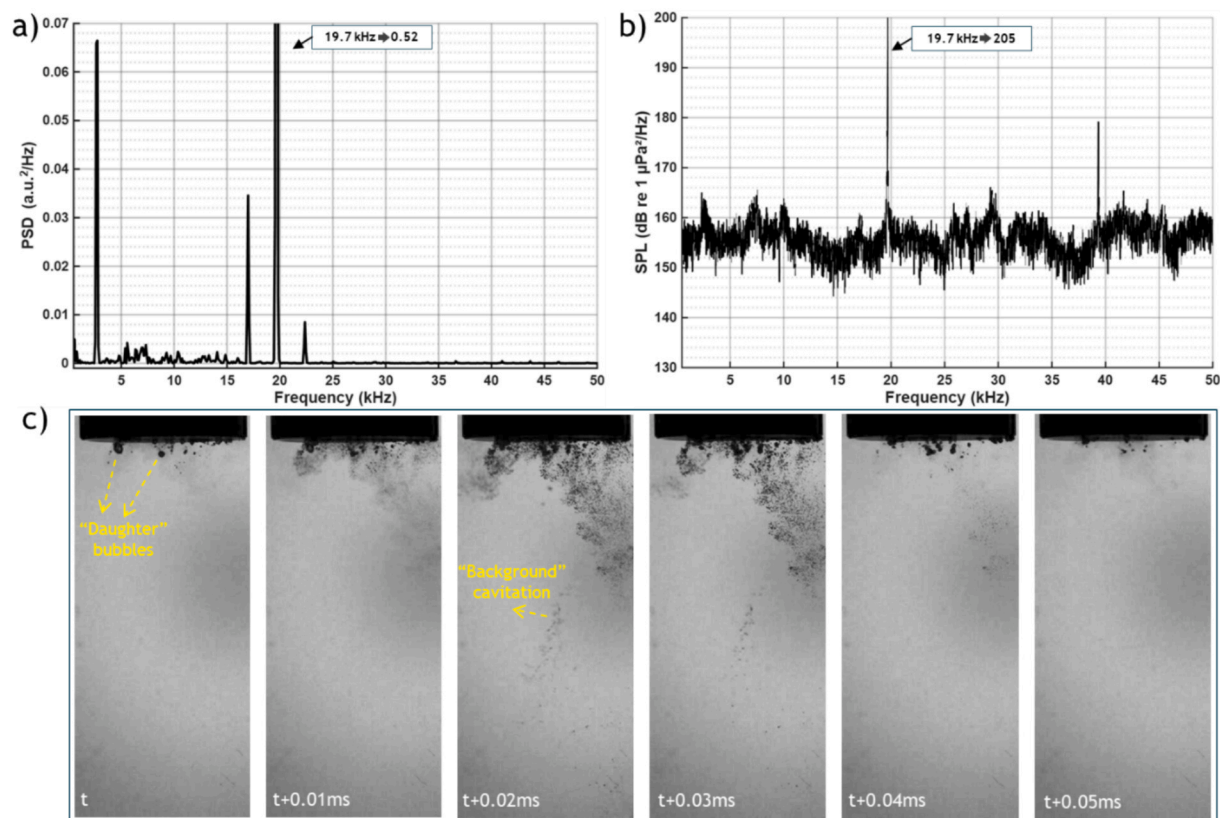 a)
0.07
0.06
0.05
0.04
0.03
0.02
0.01
0
PSD (a.u.²/Hz)
19.7 kHz➔0.52
5 10 15 20 25 30 35 40 45 50
Frequency (kHz)
b)
200
190
180
170
160
150
140
130
SPL (dB re 1 µPa²/Hz)
19.7 kHz➔205
5 10 15 20 25 30 35 40 45 50
Frequency (kHz)
c)
"Daughter"
bubbles
"Background"
cavitation
t
t+0.01ms
t+0.02ms
t+0.03ms
t+0.04ms
t+0.05ms